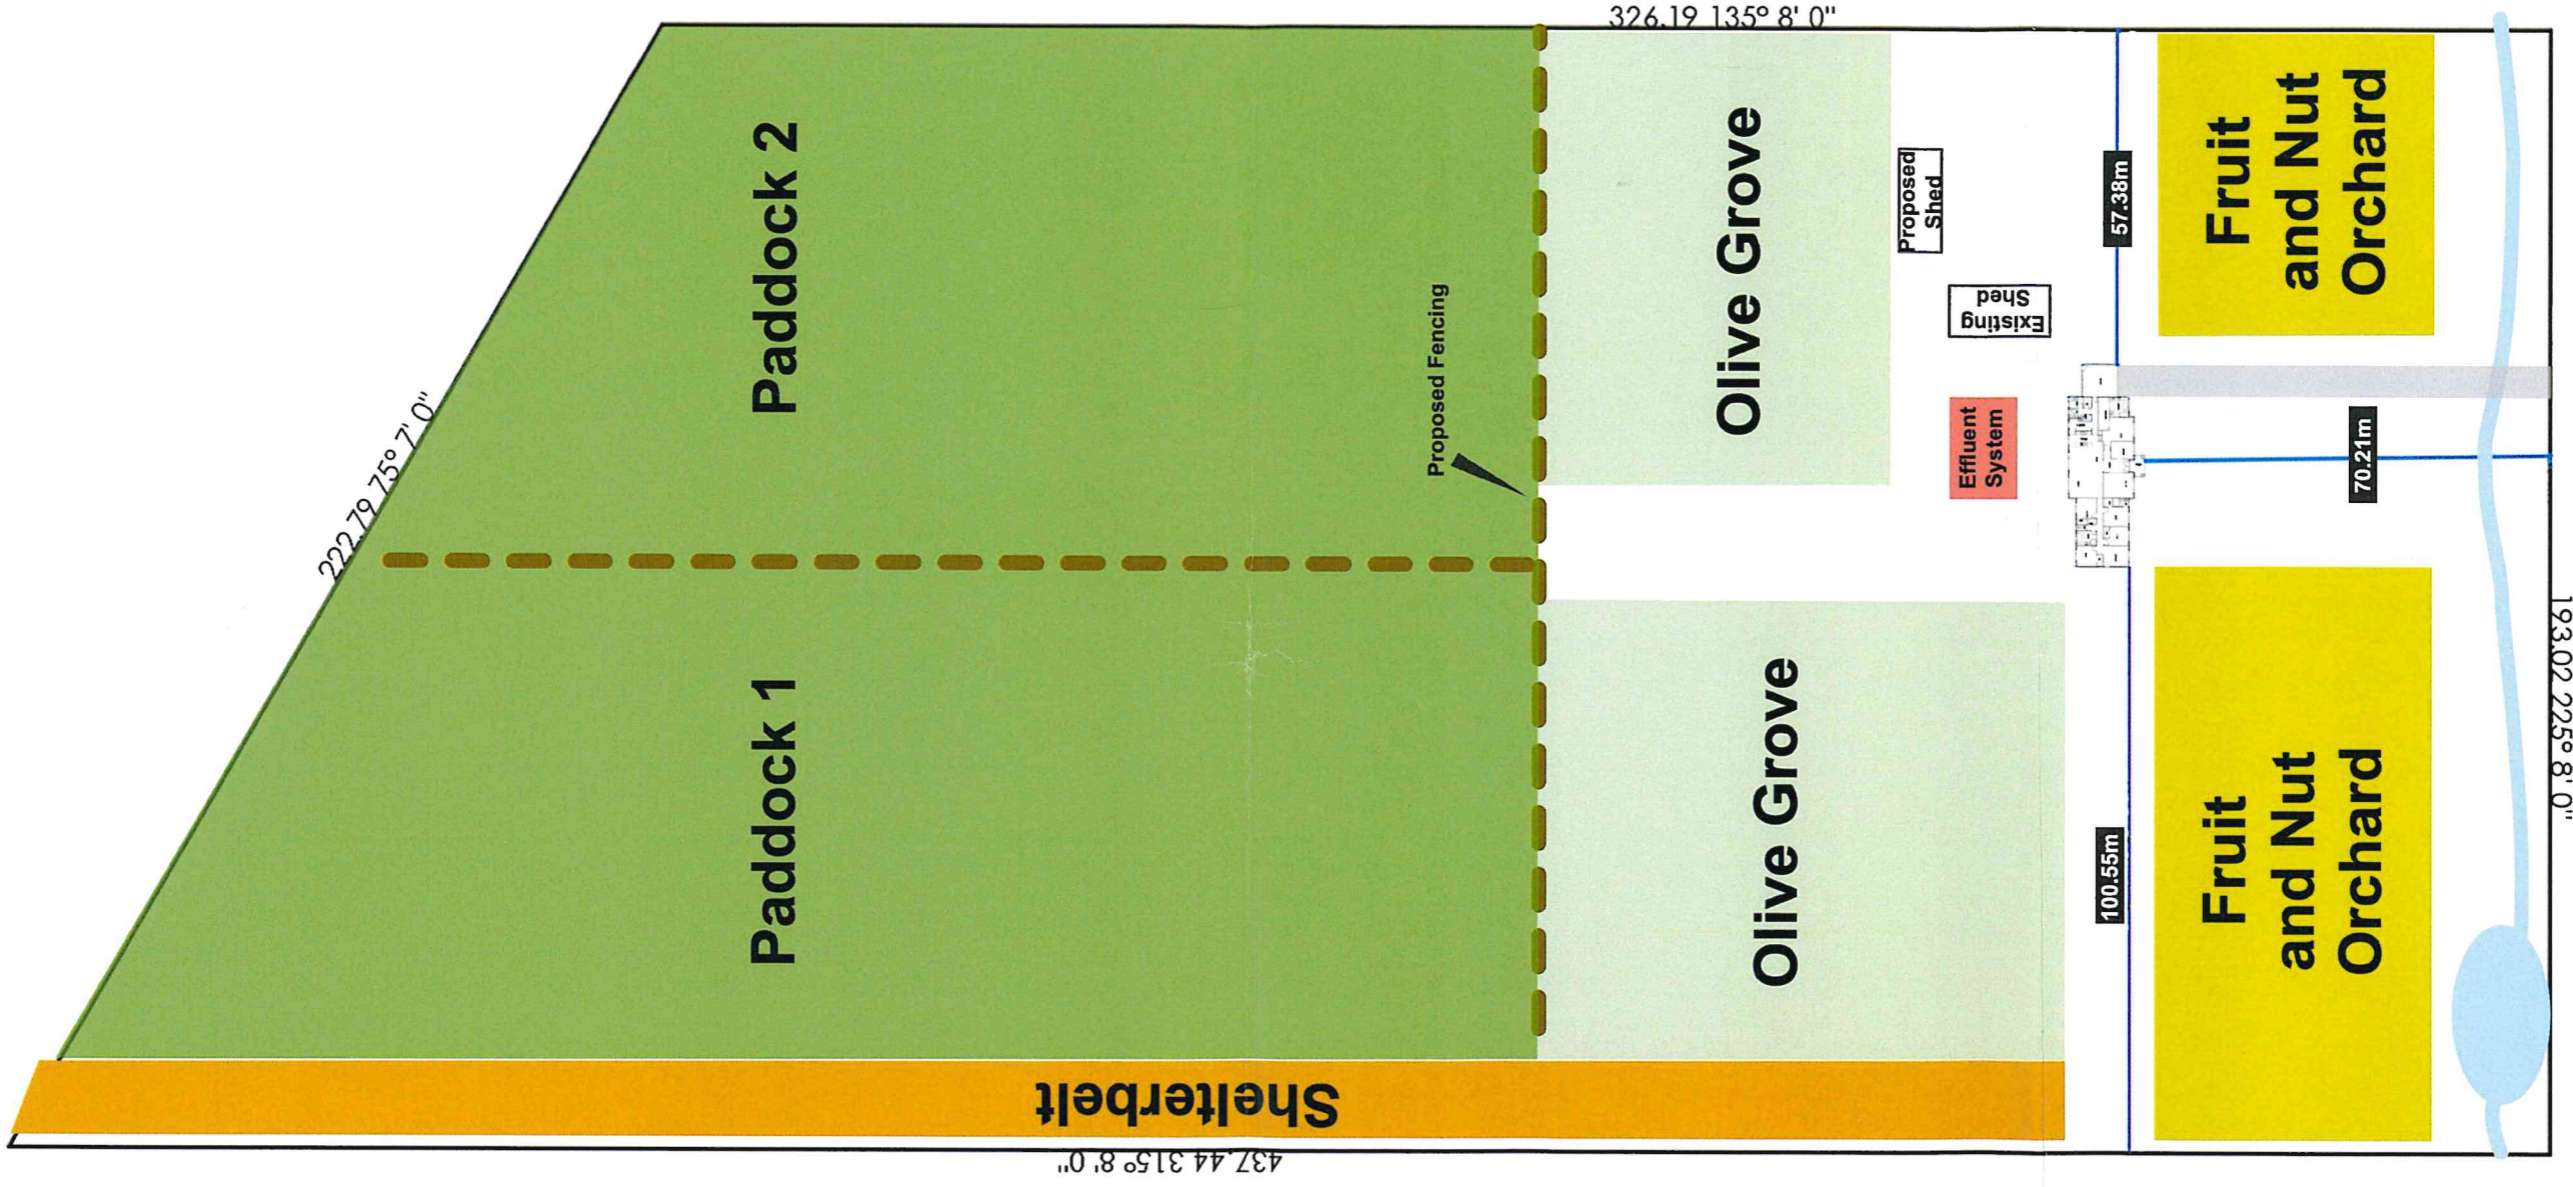 326.19 135° 8' 0"
222.79 75° 7' 0"
Paddock 2
Proposed Fencing
Olive Grove
Proposed
Shed
Existing
Shed
Effluent
System
57.38m
Fruit
and Nut
Orchard
70.21m
Paddock 1
Olive Grove
100.55m
Fruit
and Nut
Orchard
193.02 225° 8' 0"
Shelterbelt
437.44 315° 8' 0"